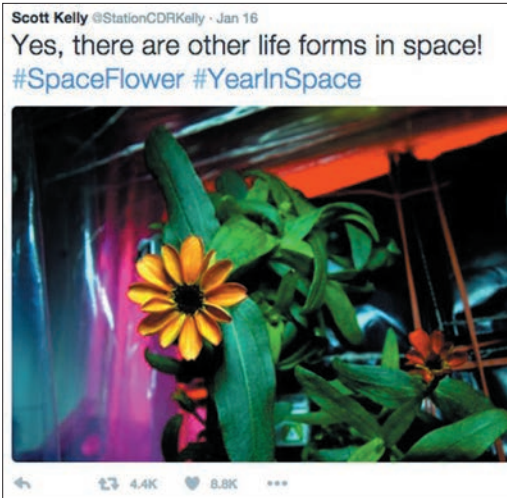 Scott Kelly @StationCDRKelly · Jan 16
Yes, there are other life forms in space!
#SpaceFlower #YearInSpace
4.4K 8.8K